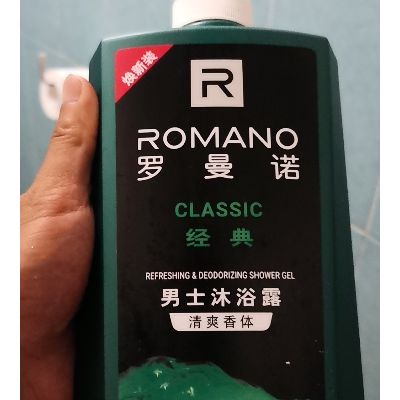 焕新装
R
ROMANO
罗曼诺
CLASSIC
经典
REFRESHING & DEODORIZING SHOWER GEL
男士沐浴露
清爽香体